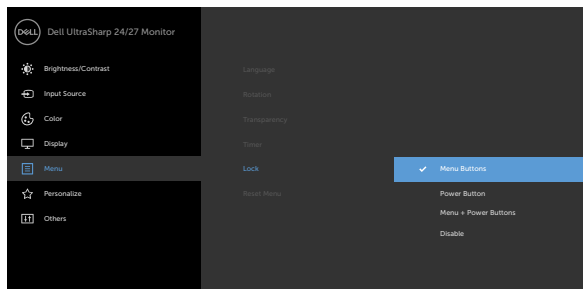 DELL
Dell UltraSharp 24/27 Monitor
Brightness/Contrast
Input Source
Color
Display
Menu
Personalize
Others
Language
Rotation
Transparency
Timer
Lock
Reset Menu
Menu Buttons
Power Button
Menu + Power Buttons
Disable